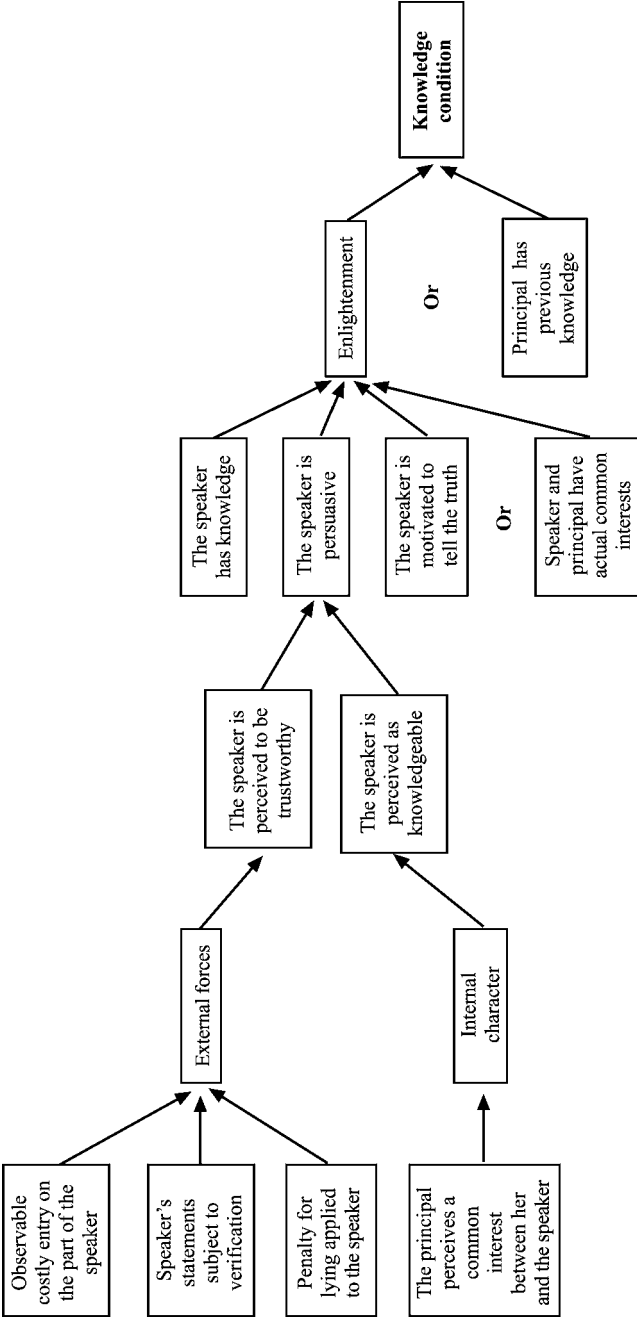 Observable
costly entry on
the part of the
speaker
Speaker's
statements
subject to
verification
Penalty for
lying applied
to the speaker
The principal
perceives a
common
interest
between her
and the speaker
External forces
Internal
character
The speaker is
perceived to be
trustworthy
The speaker is
perceived as
knowledgeable
The speaker
has knowledge
The speaker is
persuasive
The speaker is
motivated to
tell the truth
Or
Speaker and
principal have
actual common
interests
Enlightenment
Or
Principal has
previous
knowledge
Knowledge
condition